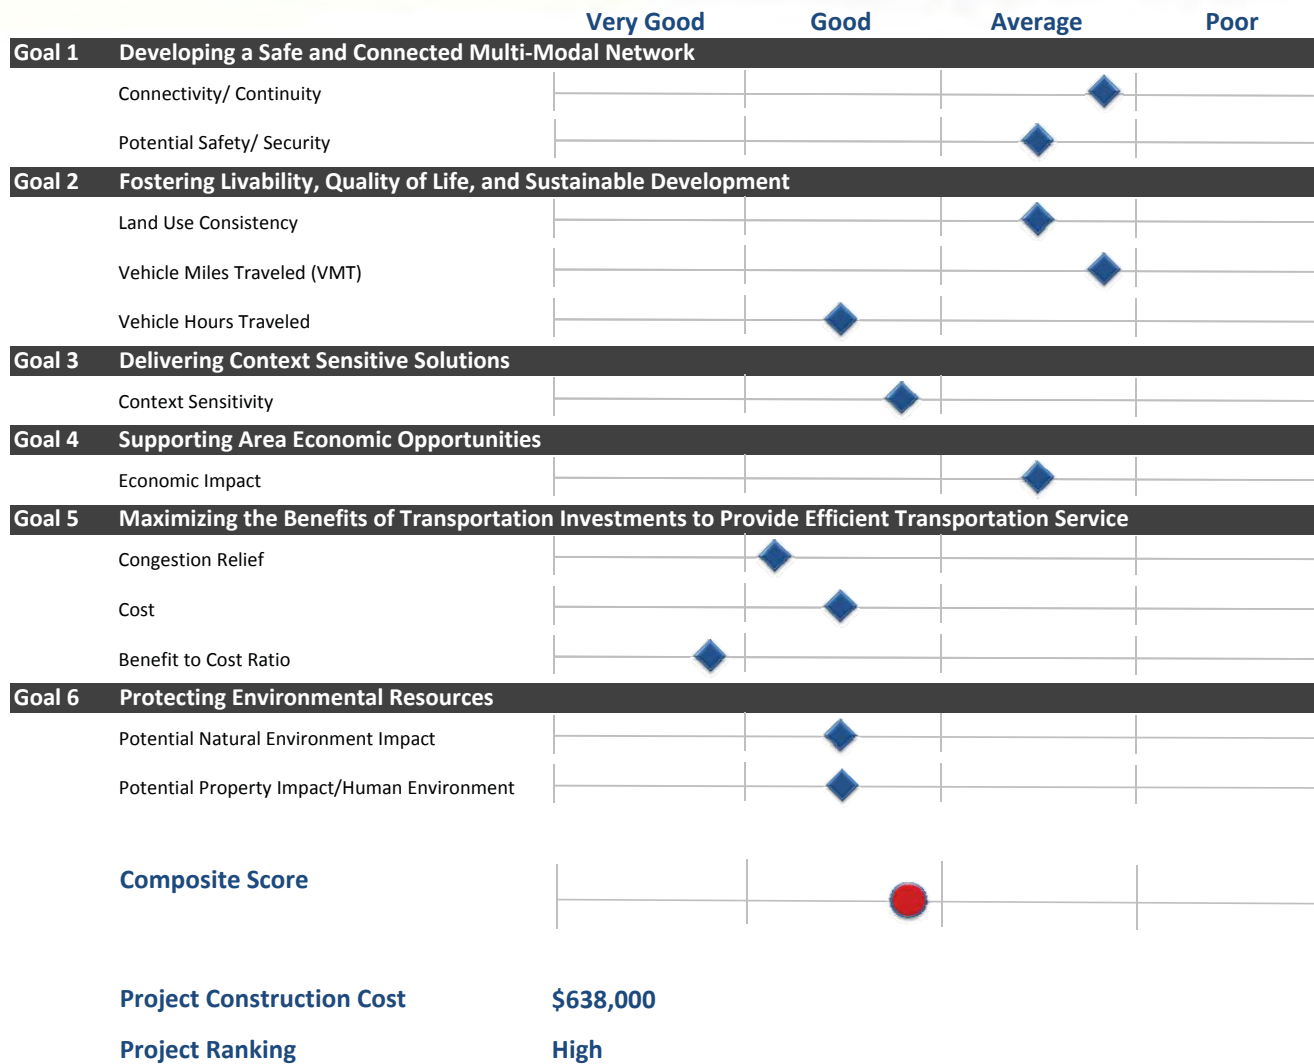 Very Good Good Average Poor
Goal 1 Developing a Safe and Connected Multi-Modal Network
Connectivity/ Continuity
Potential Safety/ Security
Goal 2 Fostering Livability, Quality of Life, and Sustainable Development
Land Use Consistency
Vehicle Miles Traveled (VMT)
Vehicle Hours Traveled
Goal 3 Delivering Context Sensitive Solutions
Context Sensitivity
Goal 4 Supporting Area Economic Opportunities
Economic Impact
Goal 5 Maximizing the Benefits of Transportation Investments to Provide Efficient Transportation Service
Congestion Relief
Cost
Benefit to Cost Ratio
Goal 6 Protecting Environmental Resources
Potential Natural Environment Impact
Potential Property Impact/Human Environment
Composite Score
Project Construction Cost $638,000
Project Ranking High